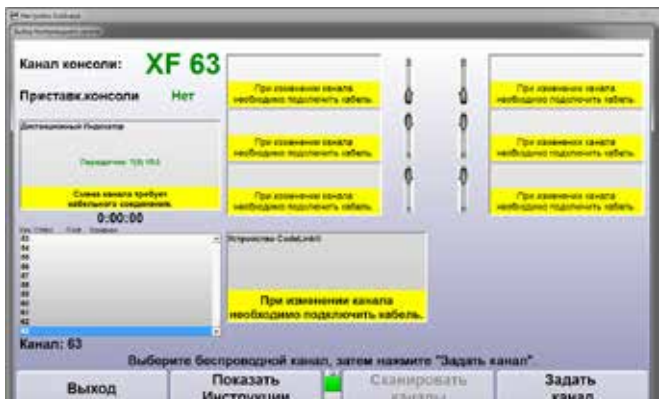 Канал консоли: XF 63
Приставк.консоли Нет
При изменении канала
необходимо подключить кабель.
При изменении канала
необходимо подключить кабель.
При изменении канала
необходимо подключить кабель.
При изменении канала
необходимо подключить кабель.
При изменении канала
необходимо подключить кабель.
При изменении канала
необходимо подключить кабель.
Дистанционный Индикатор
Схема канала требует
кабельного соединения.
0:00:00
Устройство CodeLink®
При изменении канала
необходимо подключить кабель.
Канал: 63
Выберите беспроводной канал, затем нажмите "Задать канал".
Выход
Показать
Инструкции
Сканировать
каналы
Задать
канал